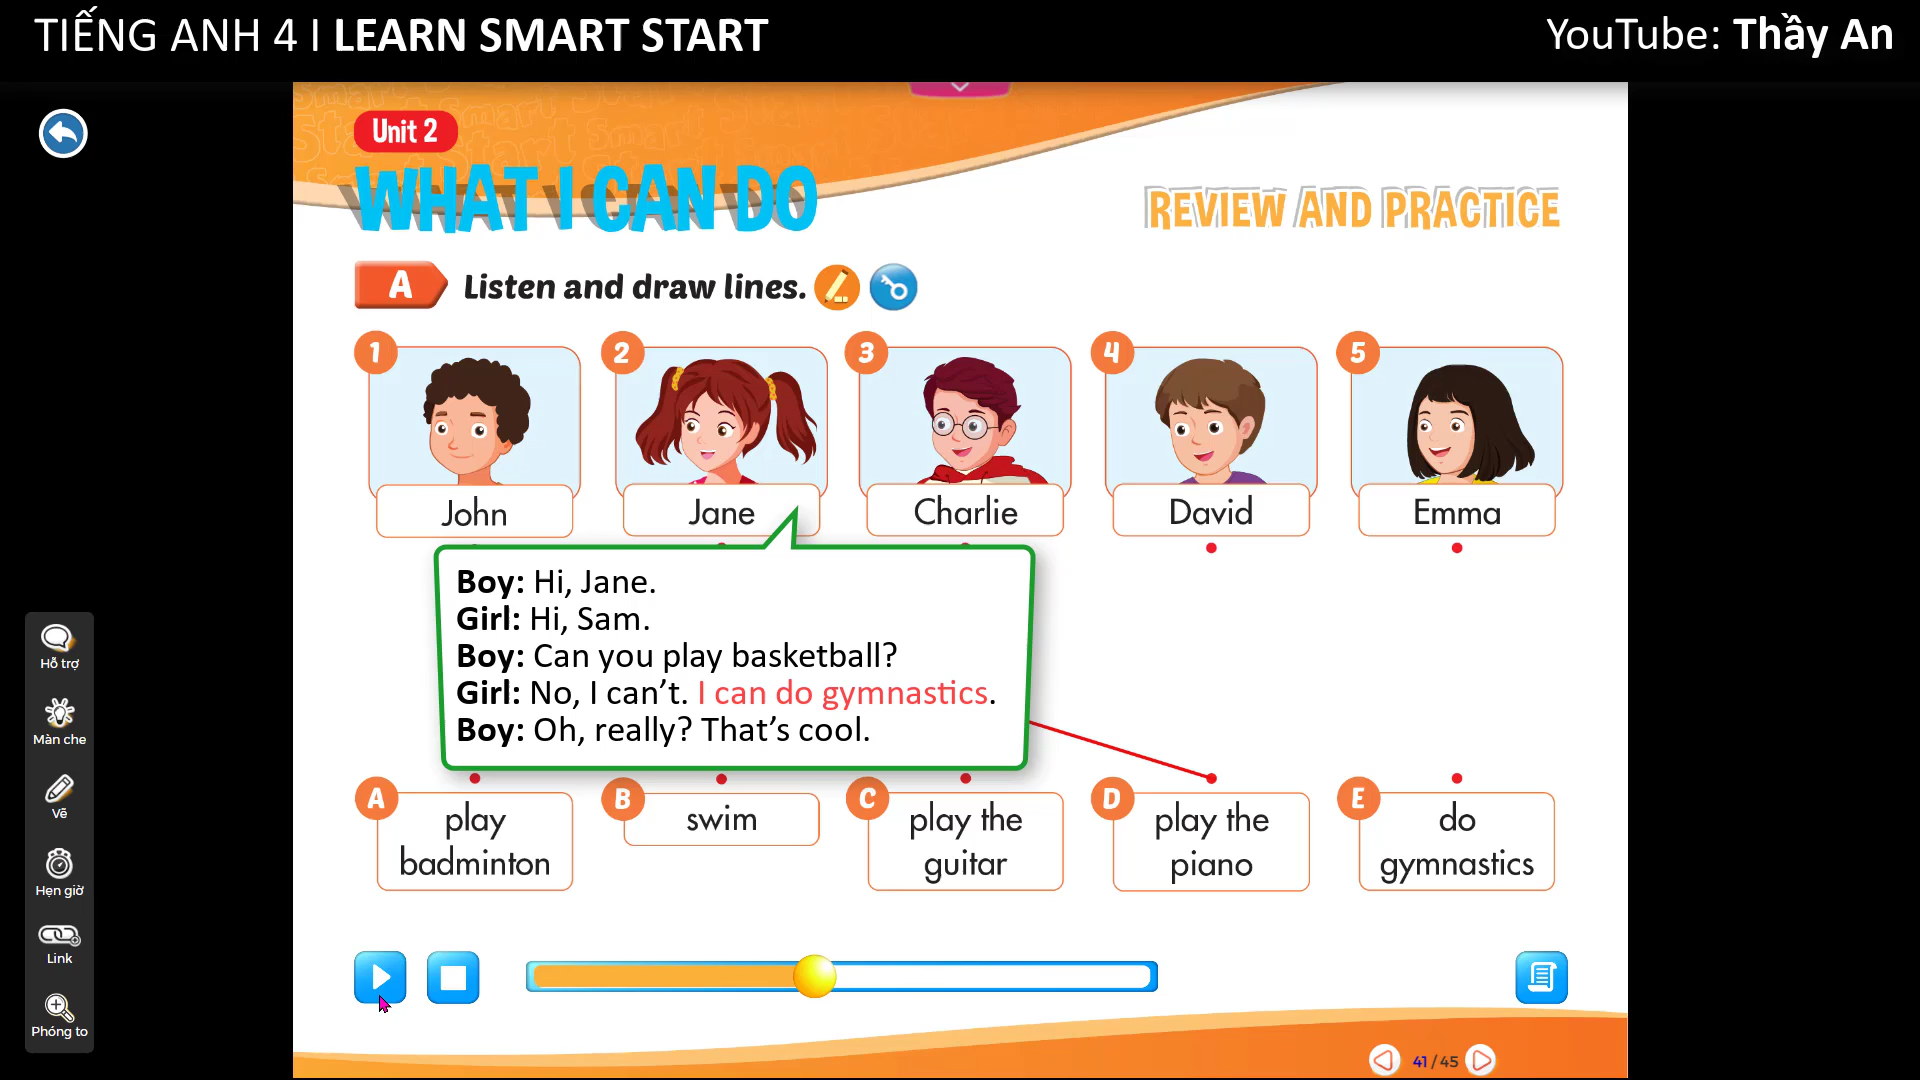 TIẾNG ANH 4 I LEARN SMART START
YouTube: Thầy An
Unit 2
WHAT I CAN DO
REVIEW AND PRACTICE
A Listen and draw lines.
1 2 3 4 5
John Jane Charlie David Emma
Boy: Hi, Jane.
Girl: Hi, Sam.
Boy: Can you play basketball?
Girl: No, I can’t. I can do gymnastics.
Boy: Oh, really? That’s cool.
A play badminton
B swim
C play the guitar
D play the piano
E do gymnastics
Hỗ trợ
Màn che
Vẽ
Hẹn giờ
Link
Phóng to
41 / 45